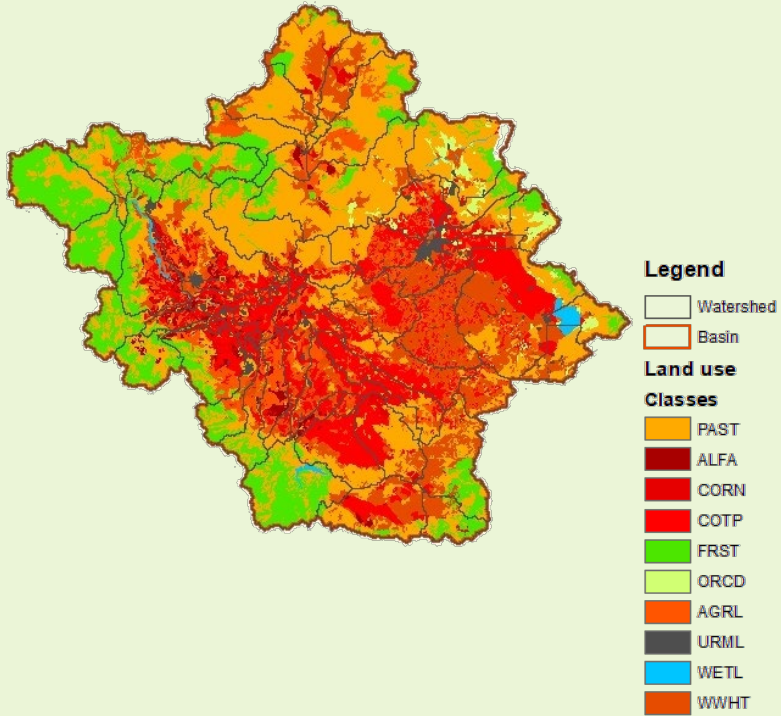 Legend
Watershed
Basin
Land use
Classes
PAST
ALFA
CORN
COTP
FRST
ORCD
AGRL
URML
WETL
WWHT